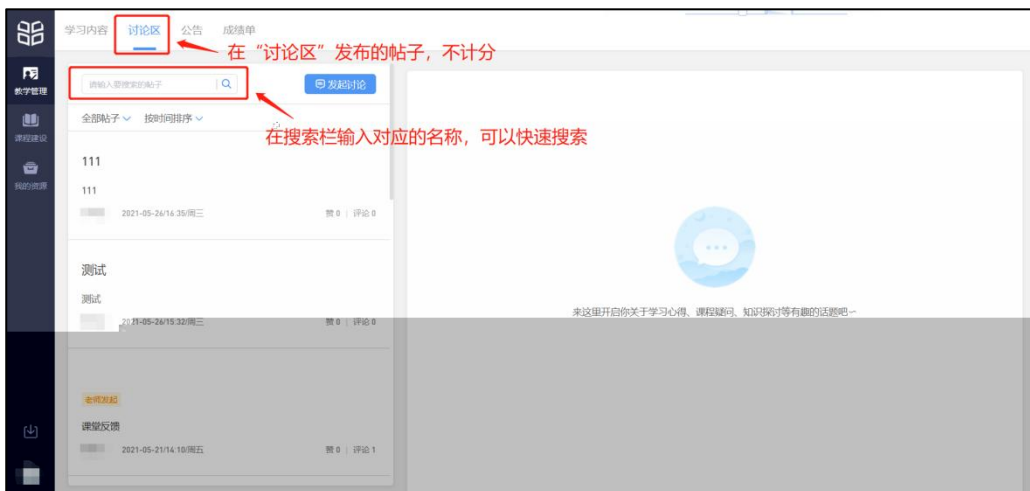 学习内容 讨论区 公告 成绩单
在“讨论区”发布的帖子，不计分
教学管理
请输入要搜索的帖子 发起讨论
课程建设
全部帖子 按时间排序
在搜索栏输入对应的名称，可以快速搜索
我的资源
111
111
2021-05-26/16:35/周三 赞 0 | 评论 0
测试
测试
2021-05-26/15:32/周三 赞 0 | 评论 0
来这里开启你关于学习心得、课程疑问、知识探讨等有趣的话题吧~
老师发起
课堂反馈
2021-05-21/14:10/周五 赞 0 | 评论 1